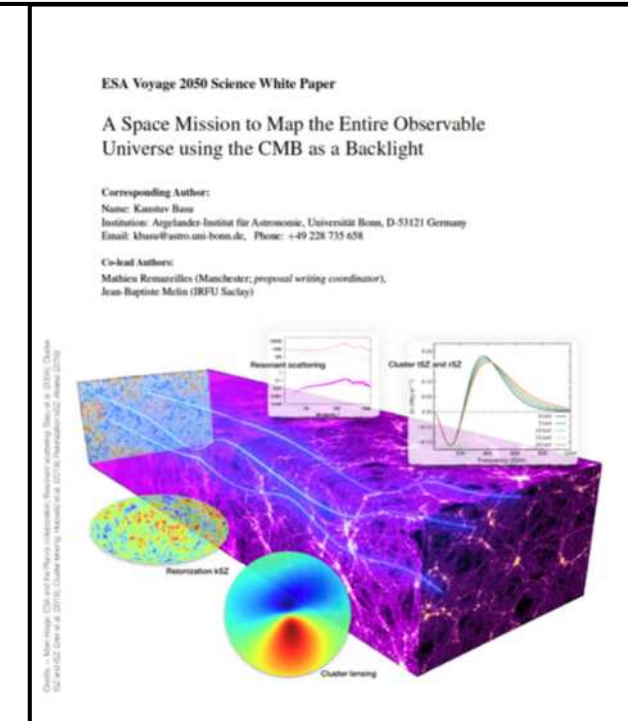 ESA Voyage 2050 Science White Paper
A Space Mission to Map the Entire Observable
Universe using the CMB as a Backlight
Corresponding Author:
Name: Kaustuv Basu
Institution: Argelander-Institut für Astronomie, Universität Bonn, D-53121 Germany
Email: kbasu@astro.uni-bonn.de, Phone: +49 228 735 658
Co-lead Authors:
Mathieu Remazeilles (Manchester; proposal writing coordinator),
Jean-Baptiste Melin (IRFU Saclay)
Resonant scattering
Cluster tSZ and rSZ
Frequency
Reionization kSZ
Cluster lensing